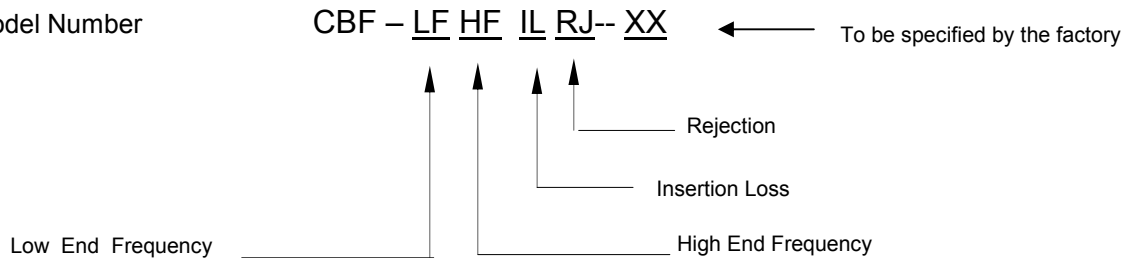 odel Number CBF – LF HF IL RJ-- XX To be specified by the factory
Rejection
Insertion Loss
Low End Frequency High End Frequency